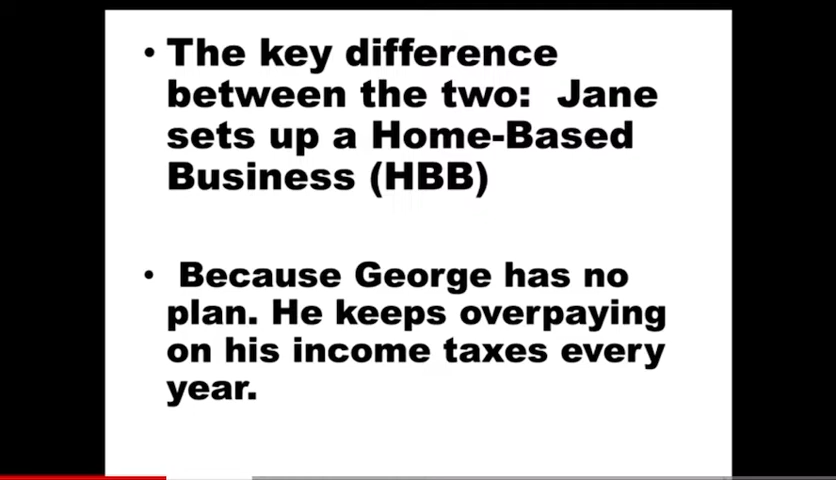 • The key difference
between the two:  Jane
sets up a Home-Based
Business (HBB)
•  Because George has no
plan. He keeps overpaying
on his income taxes every
year.